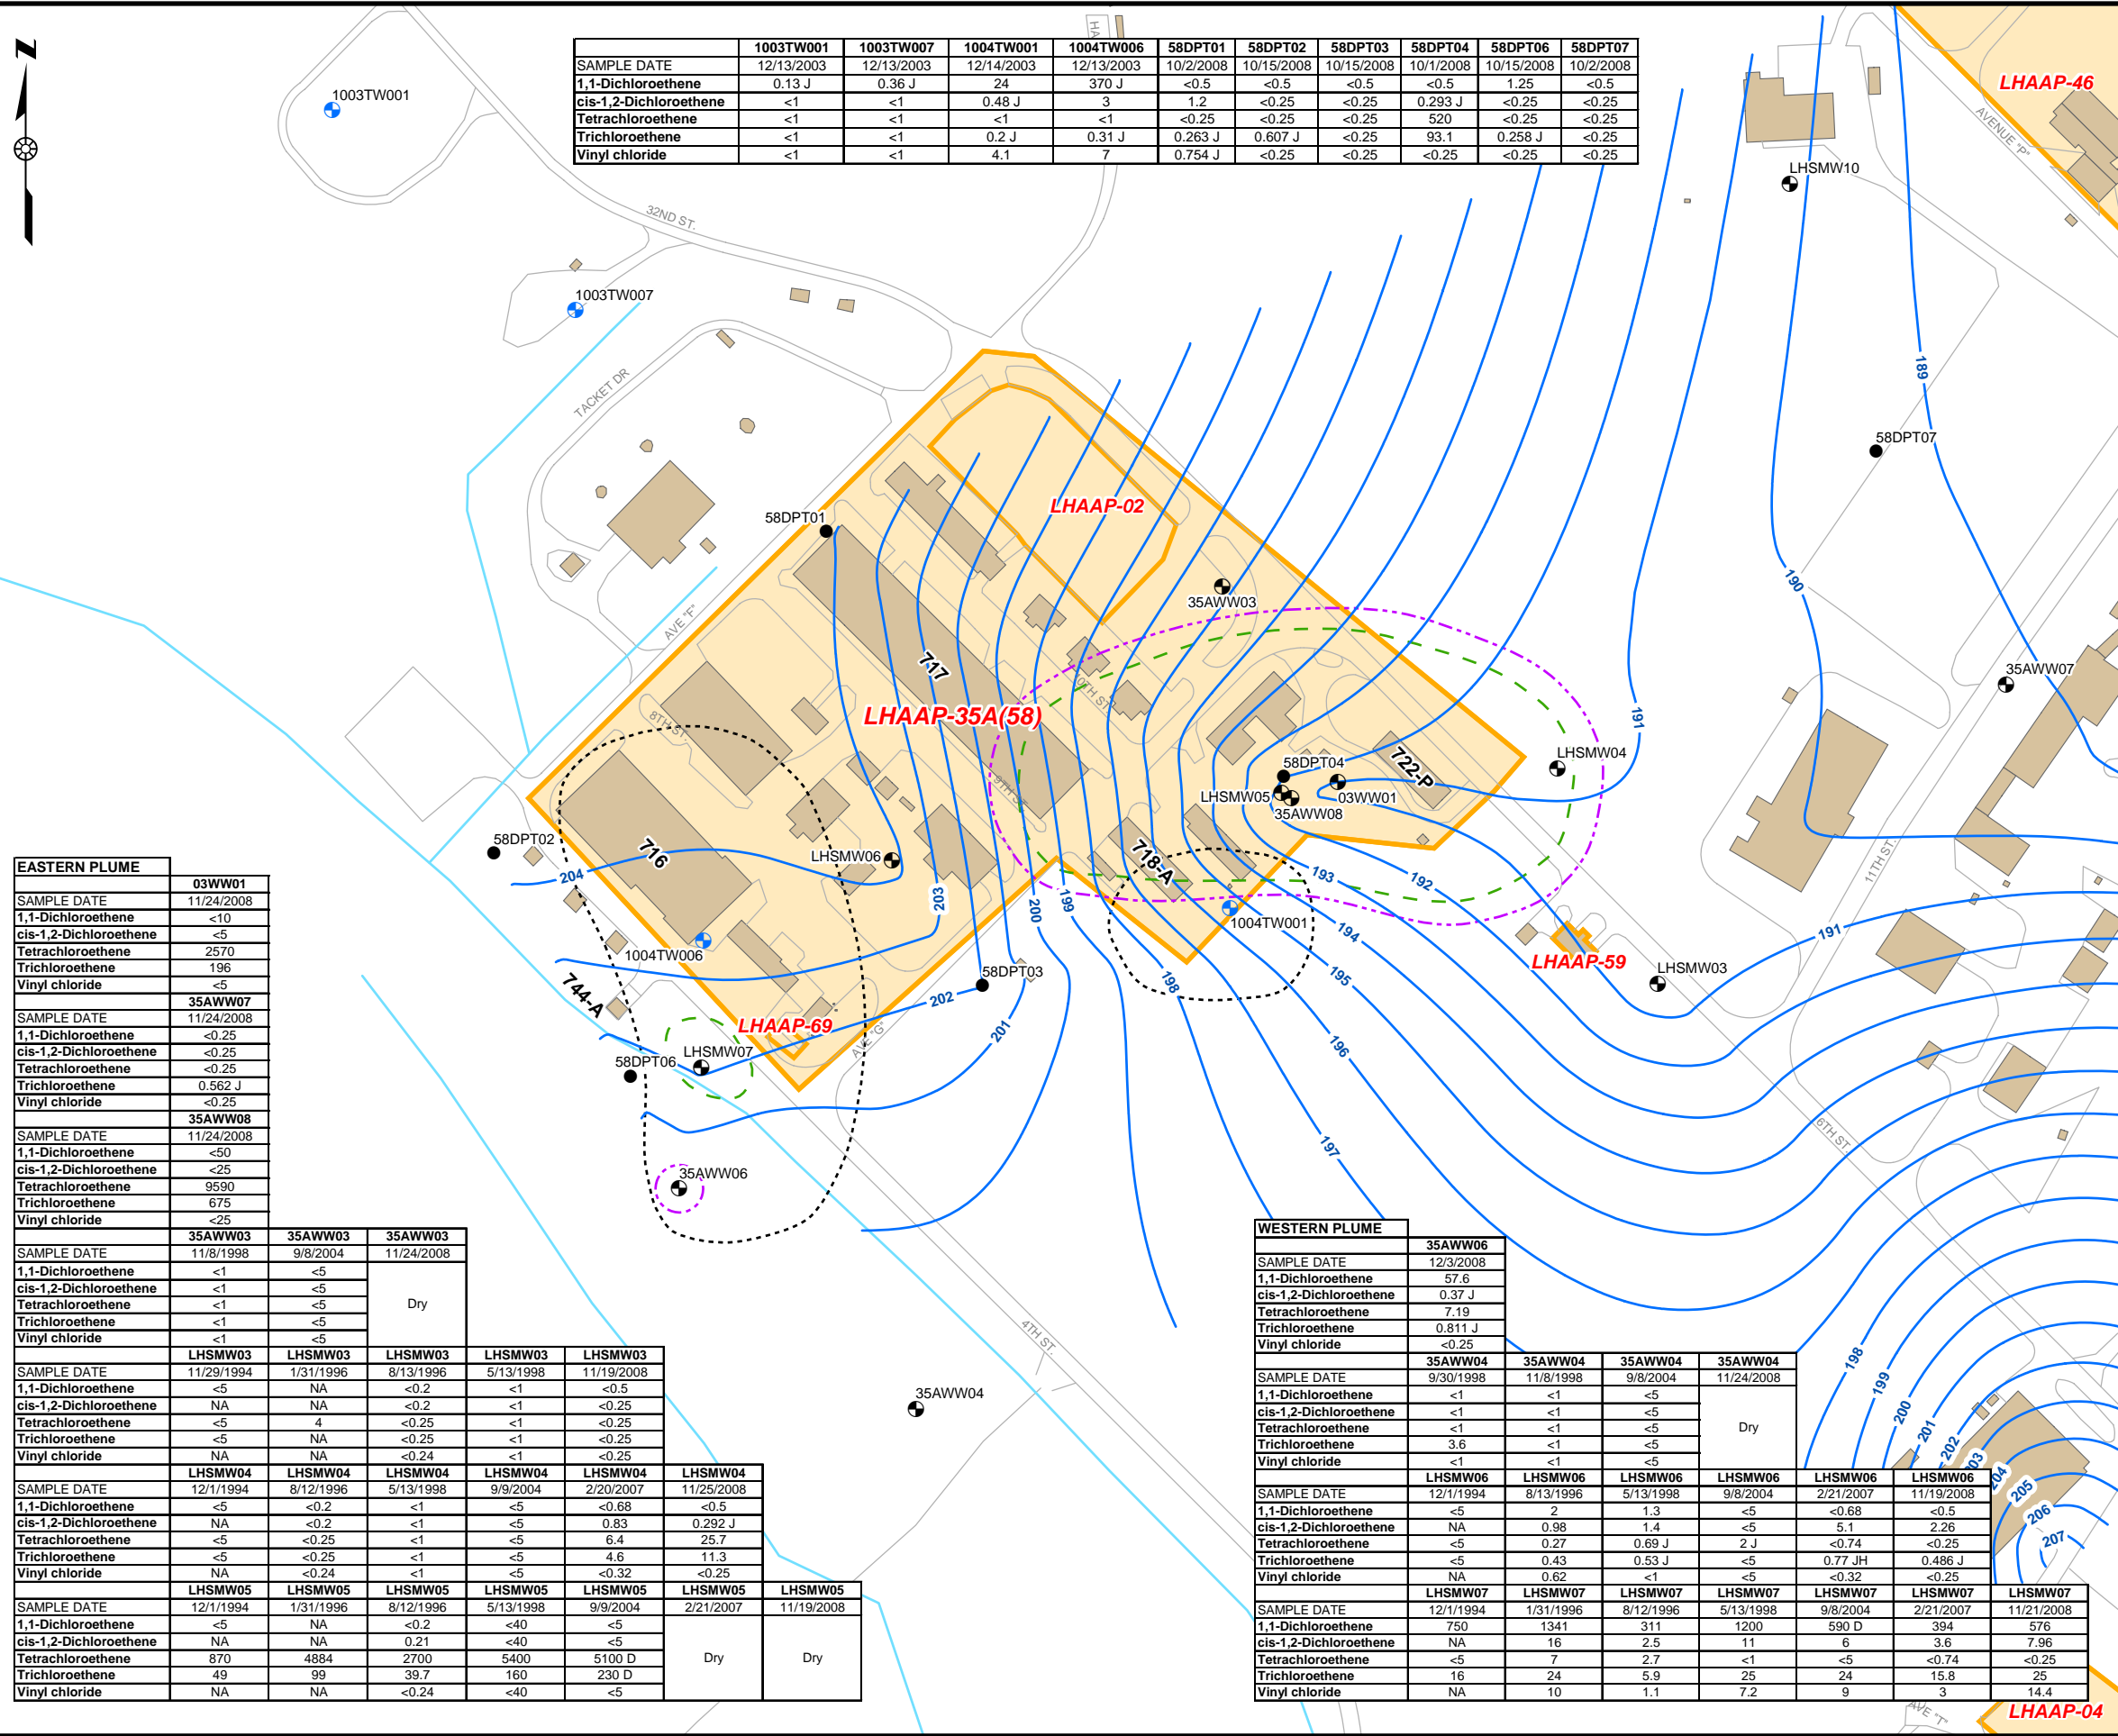 N
1003TW001 1003TW007 1004TW001 1004TW006 58DPT01 58DPT02 58DPT03 58DPT04 58DPT06 58DPT07
SAMPLE DATE 12/13/2003 12/13/2003 12/14/2003 12/13/2003 10/2/2008 10/15/2008 10/15/2008 10/1/2008 10/15/2008 10/2/2008
1,1-Dichloroethene 0.13 J 0.36 J 24 370 J <0.5 <0.5 <0.5 <0.5 1.25 <0.5
cis-1,2-Dichloroethene <1 <1 0.48 J 3 1.2 <0.25 <0.25 0.293 J <0.25 <0.25
Tetrachloroethene <1 <1 <1 <1 <0.25 <0.25 <0.25 520 <0.25 <0.25
Trichloroethene <1 <1 0.2 J 0.31 J 0.263 J 0.607 J <0.25 93.1 0.258 J <0.25
Vinyl chloride <1 <1 4.1 7 0.754 J <0.25 <0.25 <0.25 <0.25 <0.25
HA
1003TW001
LHAAP-46
AVENUE "P"
LHSMW10
32ND ST.
1003TW007
TACKET DR
189
58DPT07
LHAAP-02
58DPT01
190
35AWW03
AVE "F"
717
35AWW07
10TH ST.
LHAAP-35A(58)
8TH ST.
191
LHSMW04
58DPT04
722-P
9TH ST.
LHSMW05
03WW01
35AWW08
58DPT02
716
LHSMW06
718-A
204
193
192
203
200
199
11TH ST.
1004TW001
194
191
1004TW006
LHAAP-59
LHSMW03
58DPT03
744-A
202
198
195
LHAAP-69
AVE "G"
201
196
LHSMW07
58DPT06
197
6TH ST.
35AWW06
4TH ST.
35AWW04
198
199
200
201
202
203
204
205
206
207
EASTERN PLUME
03WW01
SAMPLE DATE 11/24/2008
1,1-Dichloroethene <10
cis-1,2-Dichloroethene <5
Tetrachloroethene 2570
Trichloroethene 196
Vinyl chloride <5
35AWW07
SAMPLE DATE 11/24/2008
1,1-Dichloroethene <0.25
cis-1,2-Dichloroethene <0.25
Tetrachloroethene <0.25
Trichloroethene 0.562 J
Vinyl chloride <0.25
35AWW08
SAMPLE DATE 11/24/2008
1,1-Dichloroethene <50
cis-1,2-Dichloroethene <25
Tetrachloroethene 9590
Trichloroethene 675
Vinyl chloride <25
35AWW03 35AWW03 35AWW03
SAMPLE DATE 11/8/1998 9/8/2004 11/24/2008
1,1-Dichloroethene <1 <5
cis-1,2-Dichloroethene <1 <5
Tetrachloroethene <1 <5 Dry
Trichloroethene <1 <5
Vinyl chloride <1 <5
LHSMW03 LHSMW03 LHSMW03 LHSMW03 LHSMW03
SAMPLE DATE 11/29/1994 1/31/1996 8/13/1996 5/13/1998 11/19/2008
1,1-Dichloroethene <5 NA <0.2 <1 <0.5
cis-1,2-Dichloroethene NA NA <0.2 <1 <0.25
Tetrachloroethene <5 4 <0.25 <1 <0.25
Trichloroethene <5 NA <0.25 <1 <0.25
Vinyl chloride NA NA <0.24 <1 <0.25
LHSMW04 LHSMW04 LHSMW04 LHSMW04 LHSMW04 LHSMW04
SAMPLE DATE 12/1/1994 8/12/1996 5/13/1998 9/9/2004 2/20/2007 11/25/2008
1,1-Dichloroethene <5 <0.2 <1 <5 <0.68 <0.5
cis-1,2-Dichloroethene NA <0.2 <1 <5 0.83 0.292 J
Tetrachloroethene <5 <0.25 <1 <5 6.4 25.7
Trichloroethene <5 <0.25 <1 <5 4.6 11.3
Vinyl chloride NA <0.24 <1 <5 <0.32 <0.25
LHSMW05 LHSMW05 LHSMW05 LHSMW05 LHSMW05 LHSMW05 LHSMW05
SAMPLE DATE 12/1/1994 1/31/1996 8/12/1996 5/13/1998 9/9/2004 2/21/2007 11/19/2008
1,1-Dichloroethene <5 NA <0.2 <40 <5
cis-1,2-Dichloroethene NA NA 0.21 <40 <5
Tetrachloroethene 870 4884 2700 5400 5100 D Dry Dry
Trichloroethene 49 99 39.7 160 230 D
Vinyl chloride NA NA <0.24 <40 <5
WESTERN PLUME
35AWW06
SAMPLE DATE 12/3/2008
1,1-Dichloroethene 57.6
cis-1,2-Dichloroethene 0.37 J
Tetrachloroethene 7.19
Trichloroethene 0.811 J
Vinyl chloride <0.25
35AWW04 35AWW04 35AWW04 35AWW04
SAMPLE DATE 9/30/1998 11/8/1998 9/8/2004 11/24/2008
1,1-Dichloroethene <1 <1 <5
cis-1,2-Dichloroethene <1 <1 <5
Tetrachloroethene <1 <1 <5 Dry
Trichloroethene 3.6 <1 <5
Vinyl chloride <1 <1 <5
LHSMW06 LHSMW06 LHSMW06 LHSMW06 LHSMW06 LHSMW06
SAMPLE DATE 12/1/1994 8/13/1996 5/13/1998 9/8/2004 2/21/2007 11/19/2008
1,1-Dichloroethene <5 2 1.3 <5 <0.68 <0.5
cis-1,2-Dichloroethene NA 0.98 1.4 <5 5.1 2.26
Tetrachloroethene <5 0.27 0.69 J 2 J <0.74 <0.25
Trichloroethene <5 0.43 0.53 J <5 0.77 JH 0.486 J
Vinyl chloride NA 0.62 <1 <5 <0.32 <0.25
LHSMW07 LHSMW07 LHSMW07 LHSMW07 LHSMW07 LHSMW07 LHSMW07
SAMPLE DATE 12/1/1994 1/31/1996 8/12/1996 5/13/1998 9/8/2004 2/21/2007 11/21/2008
1,1-Dichloroethene 750 1341 311 1200 590 D 394 576
cis-1,2-Dichloroethene NA 16 2.5 11 6 3.6 7.96
Tetrachloroethene <5 7 2.7 <1 <5 <0.74 <0.25
Trichloroethene 16 24 5.9 25 24 15.8 25
Vinyl chloride NA 10 1.1 7.2 9 3 14.4
AVE "T"
LHAAP-04